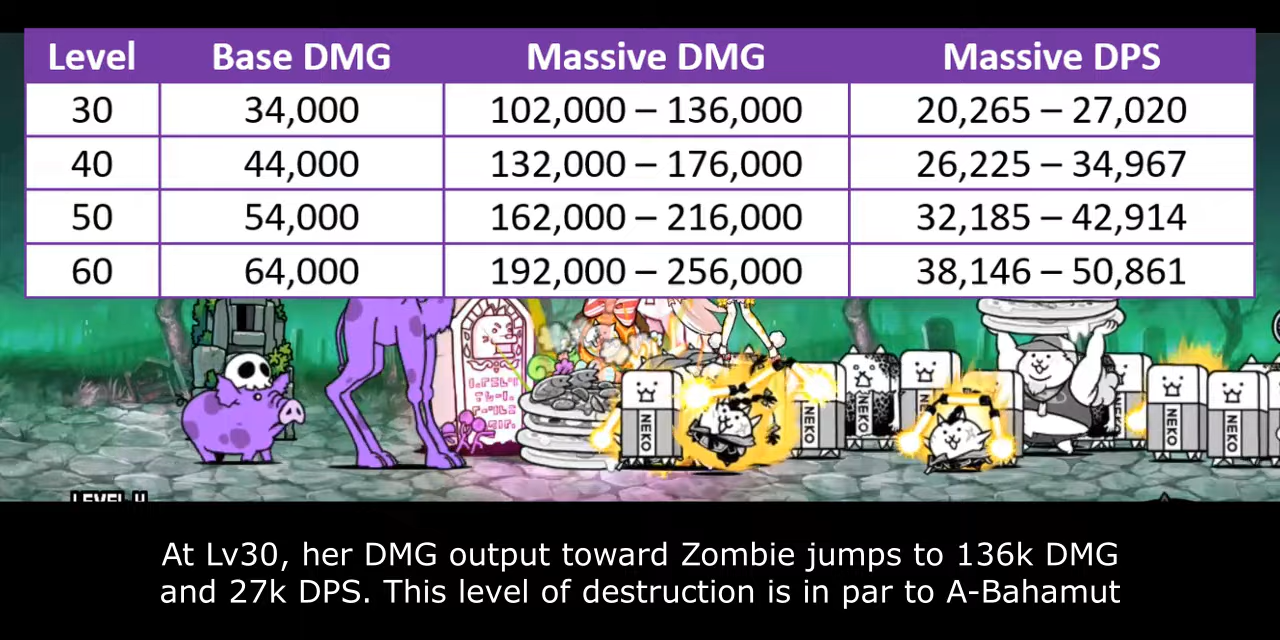 Level Base DMG Massive DMG Massive DPS
30 34,000 102,000 – 136,000 20,265 – 27,020
40 44,000 132,000 – 176,000 26,225 – 34,967
50 54,000 162,000 – 216,000 32,185 – 42,914
60 64,000 192,000 – 256,000 38,146 – 50,861
NEKO
NEKO
NEKO
NEKO
NEKO
At Lv30, her DMG output toward Zombie jumps to 136k DMG
and 27k DPS. This level of destruction is in par to A-Bahamut